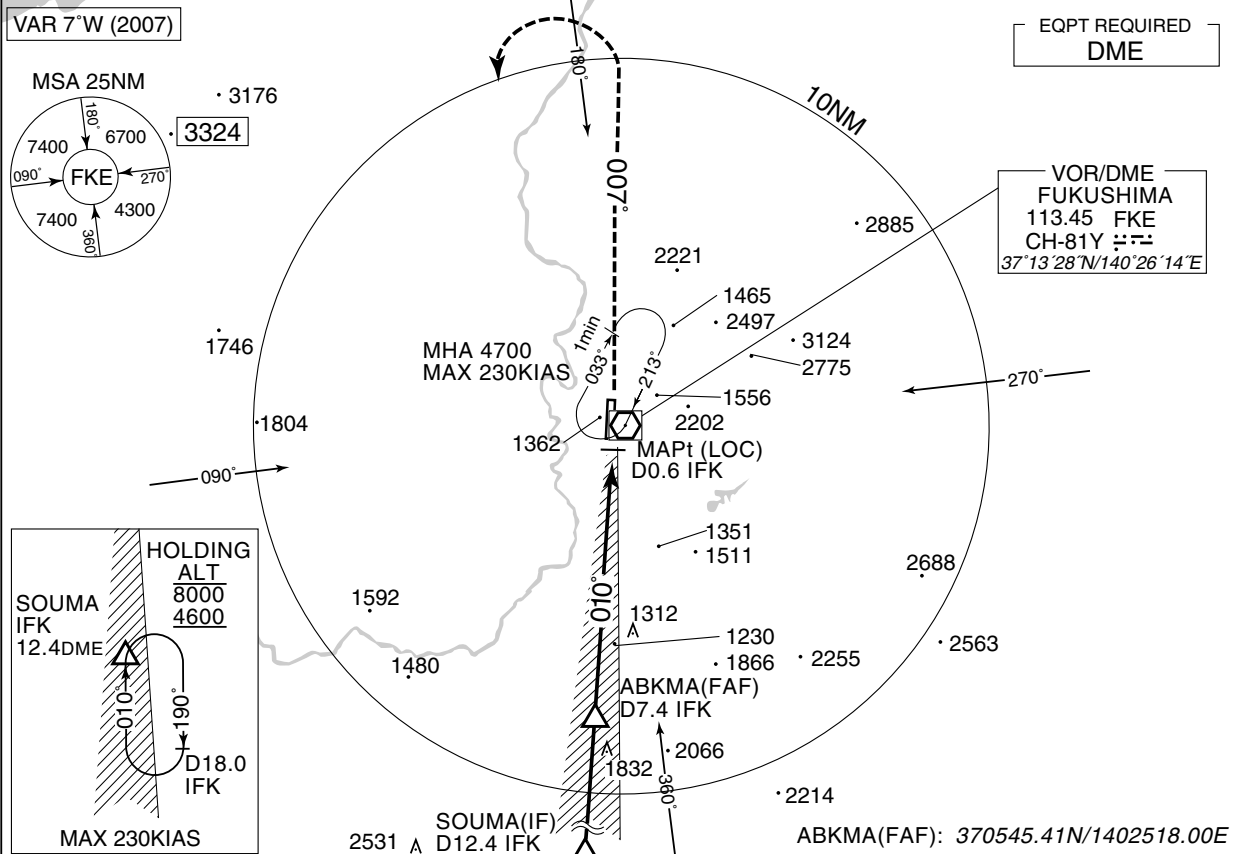 VAR 7°W (2007)
EQPT REQUIRED
DME
MSA 25NM
180°
7400
6700
090°
FKE
270°
7400
4300
360°
3176
3324
180°
10NM
007°
VOR/DME
FUKUSHIMA
113.45 FKE
CH-81Y
37°13′28″N/140°26′14″E
2885
2221
1465
2497
3124
2775
1746
MHA 4700
MAX 230KIAS
1min
033°
213°
270°
1556
2202
1804
1362
MAPt (LOC)
D0.6 IFK
090°
1351
1511
2688
HOLDING
ALT
8000
4600
SOUMA
IFK
12.4DME
010°
190°
D18.0
IFK
MAX 230KIAS
1592
010°
1312
1230
1866
2255
2563
1480
ABKMA(FAF)
D7.4 IFK
2066
1832
360°
2214
SOUMA(IF)
D12.4 IFK
2531
ABKMA(FAF): 370545.41N/1402518.00E